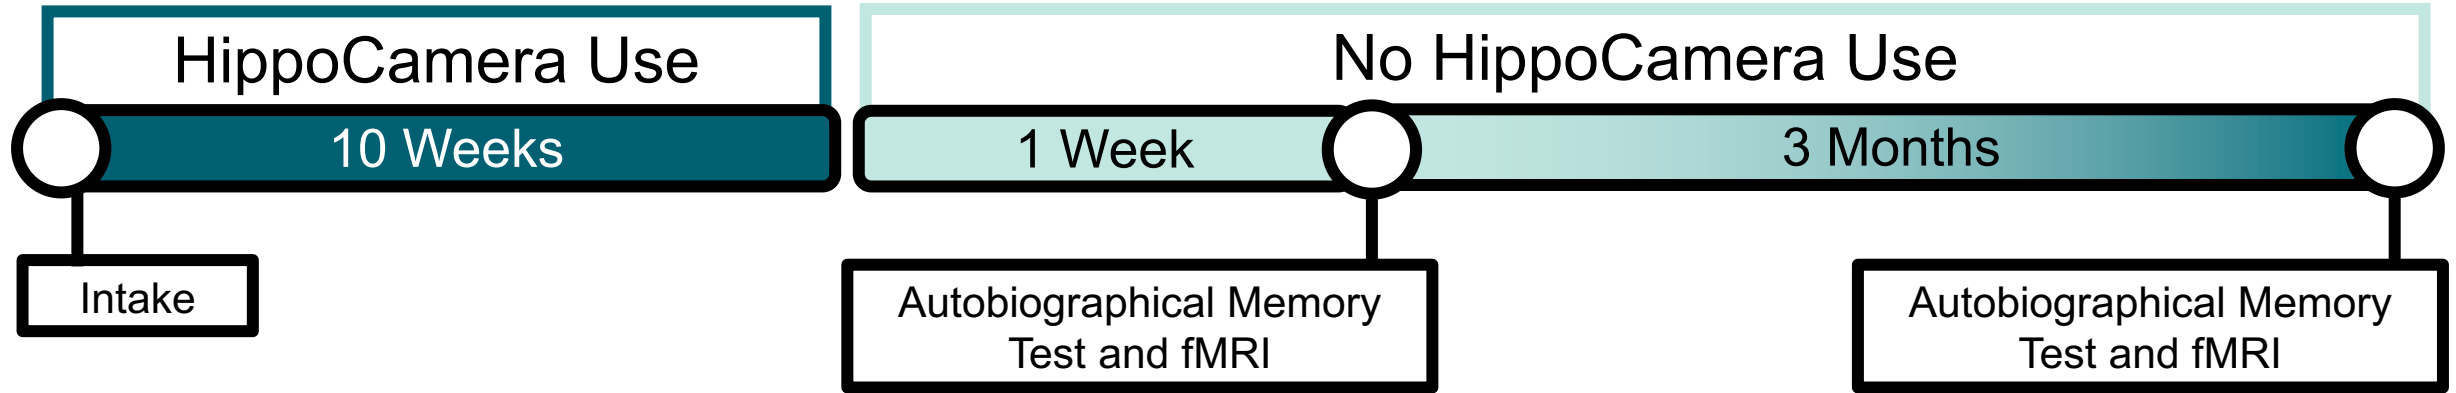 HippoCamera Use
No HippoCamera Use
10 Weeks
1 Week
3 Months
Intake
Autobiographical Memory
Test and fMRI
Autobiographical Memory
Test and fMRI